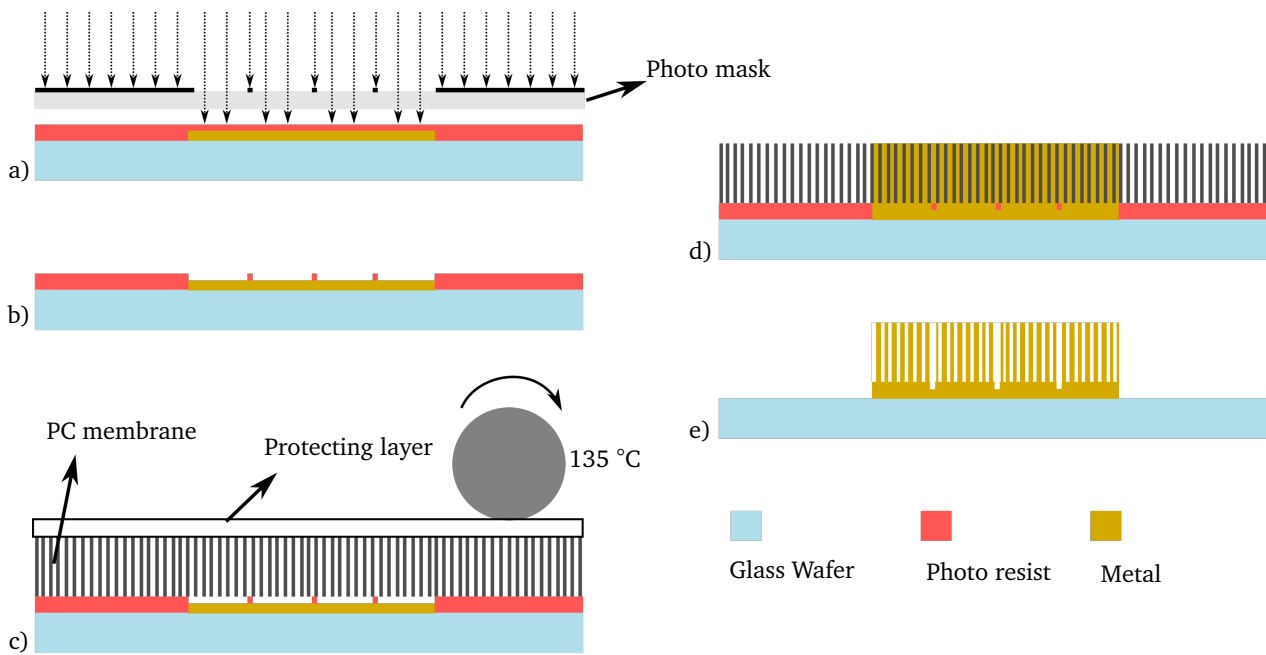 Photo mask
a)
b)
PC membrane
Protecting layer
135 °C
c)
d)
e)
Glass Wafer
Photo resist
Metal